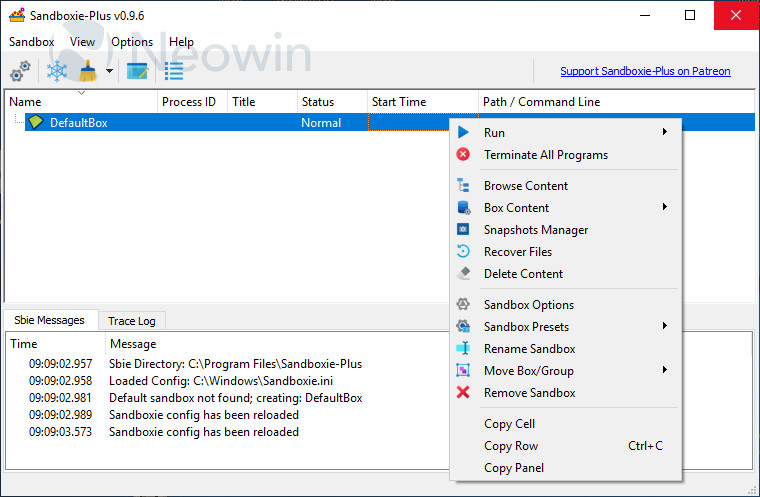 Sandboxie-Plus v0.9.6
Sandbox View Options Help
Neowin
Support Sandboxie-Plus on Patreon
Name Process ID Title Status Start Time Path / Command Line
DefaultBox Normal
Run
Terminate All Programs
Browse Content
Box Content
Snapshots Manager
Recover Files
Delete Content
Sandbox Options
Sandbox Presets
Rename Sandbox
Move Box/Group
Remove Sandbox
Copy Cell
Copy Row Ctrl+C
Copy Panel
Sbie Messages Trace Log
Time Message
09:09:02.957 Sbie Directory: C:\Program Files\Sandboxie-Plus
09:09:02.958 Loaded Config: C:\Windows\Sandboxie.ini
09:09:02.981 Default sandbox not found; creating: DefaultBox
09:09:02.989 Sandboxie config has been reloaded
09:09:03.573 Sandboxie config has been reloaded